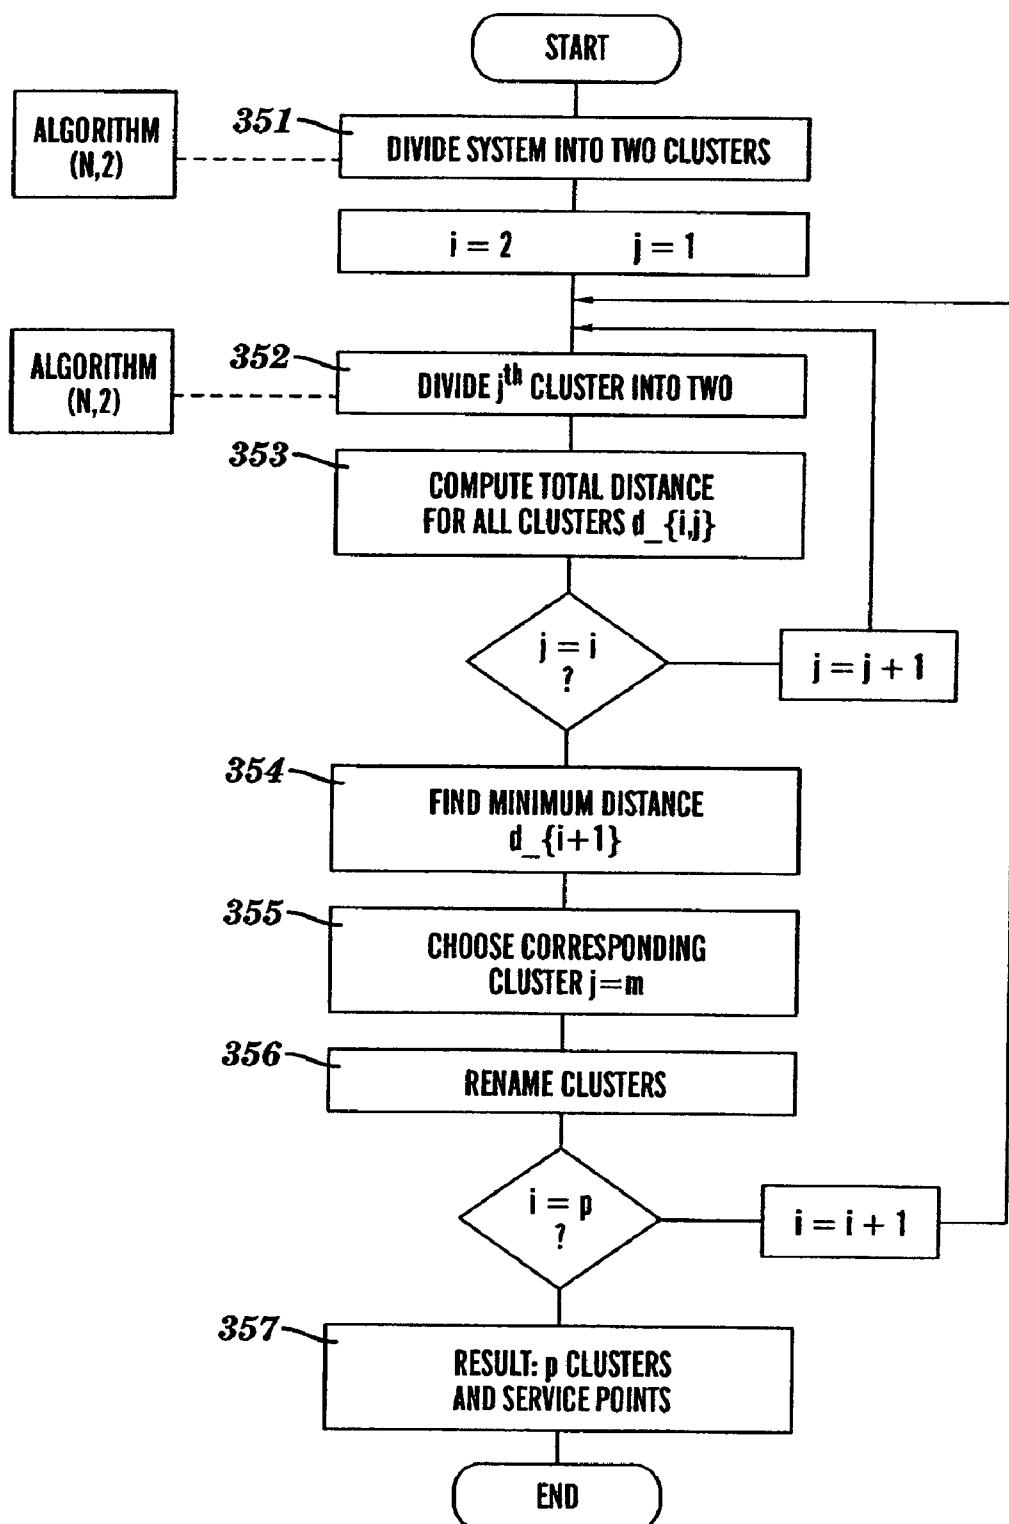 START
ALGORITHM
(N,2)
351
DIVIDE SYSTEM INTO TWO CLUSTERS
i = 2 j = 1
ALGORITHM
(N,2)
352
DIVIDE jth CLUSTER INTO TWO
353
COMPUTE TOTAL DISTANCE
FOR ALL CLUSTERS d_{i,j}
j = i
?
j = j + 1
354
FIND MINIMUM DISTANCE
d_{i+1}
355
CHOOSE CORRESPONDING
CLUSTER j=m
356
RENAME CLUSTERS
i = p
?
i = i + 1
357
RESULT: p CLUSTERS
AND SERVICE POINTS
END